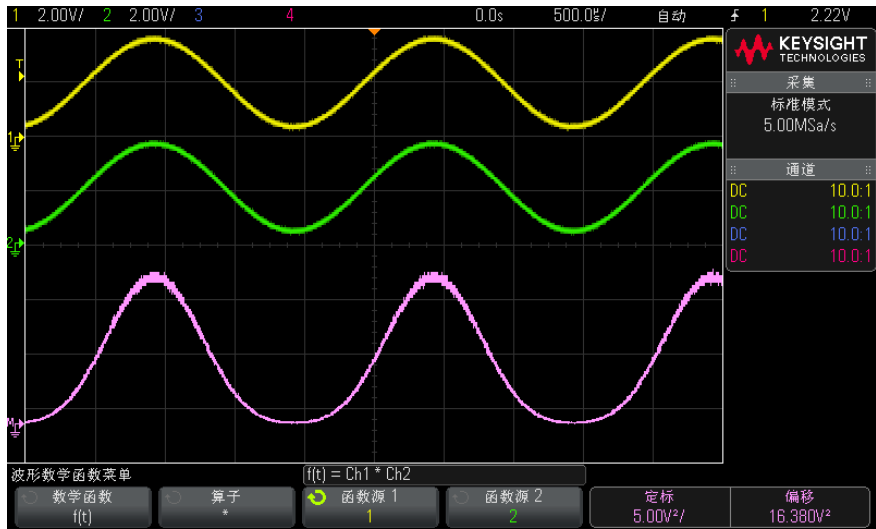 1 2.00V/ 2 2.00V/ 3 4 0.0s 500.0µs/ 自动 1 2.22V
KEYSIGHT
TECHNOLOGIES
采集
标准模式
5.00MSa/s
通道
DC 10.0:1
DC 10.0:1
DC 10.0:1
DC 10.0:1
T
1
2
M
波形数学函数菜单
f(t) = Ch1 * Ch2
数学函数 算子 函数源 1 函数源 2 定标 偏移
f(t) * 1 2 5.00V²/ 16.380V²